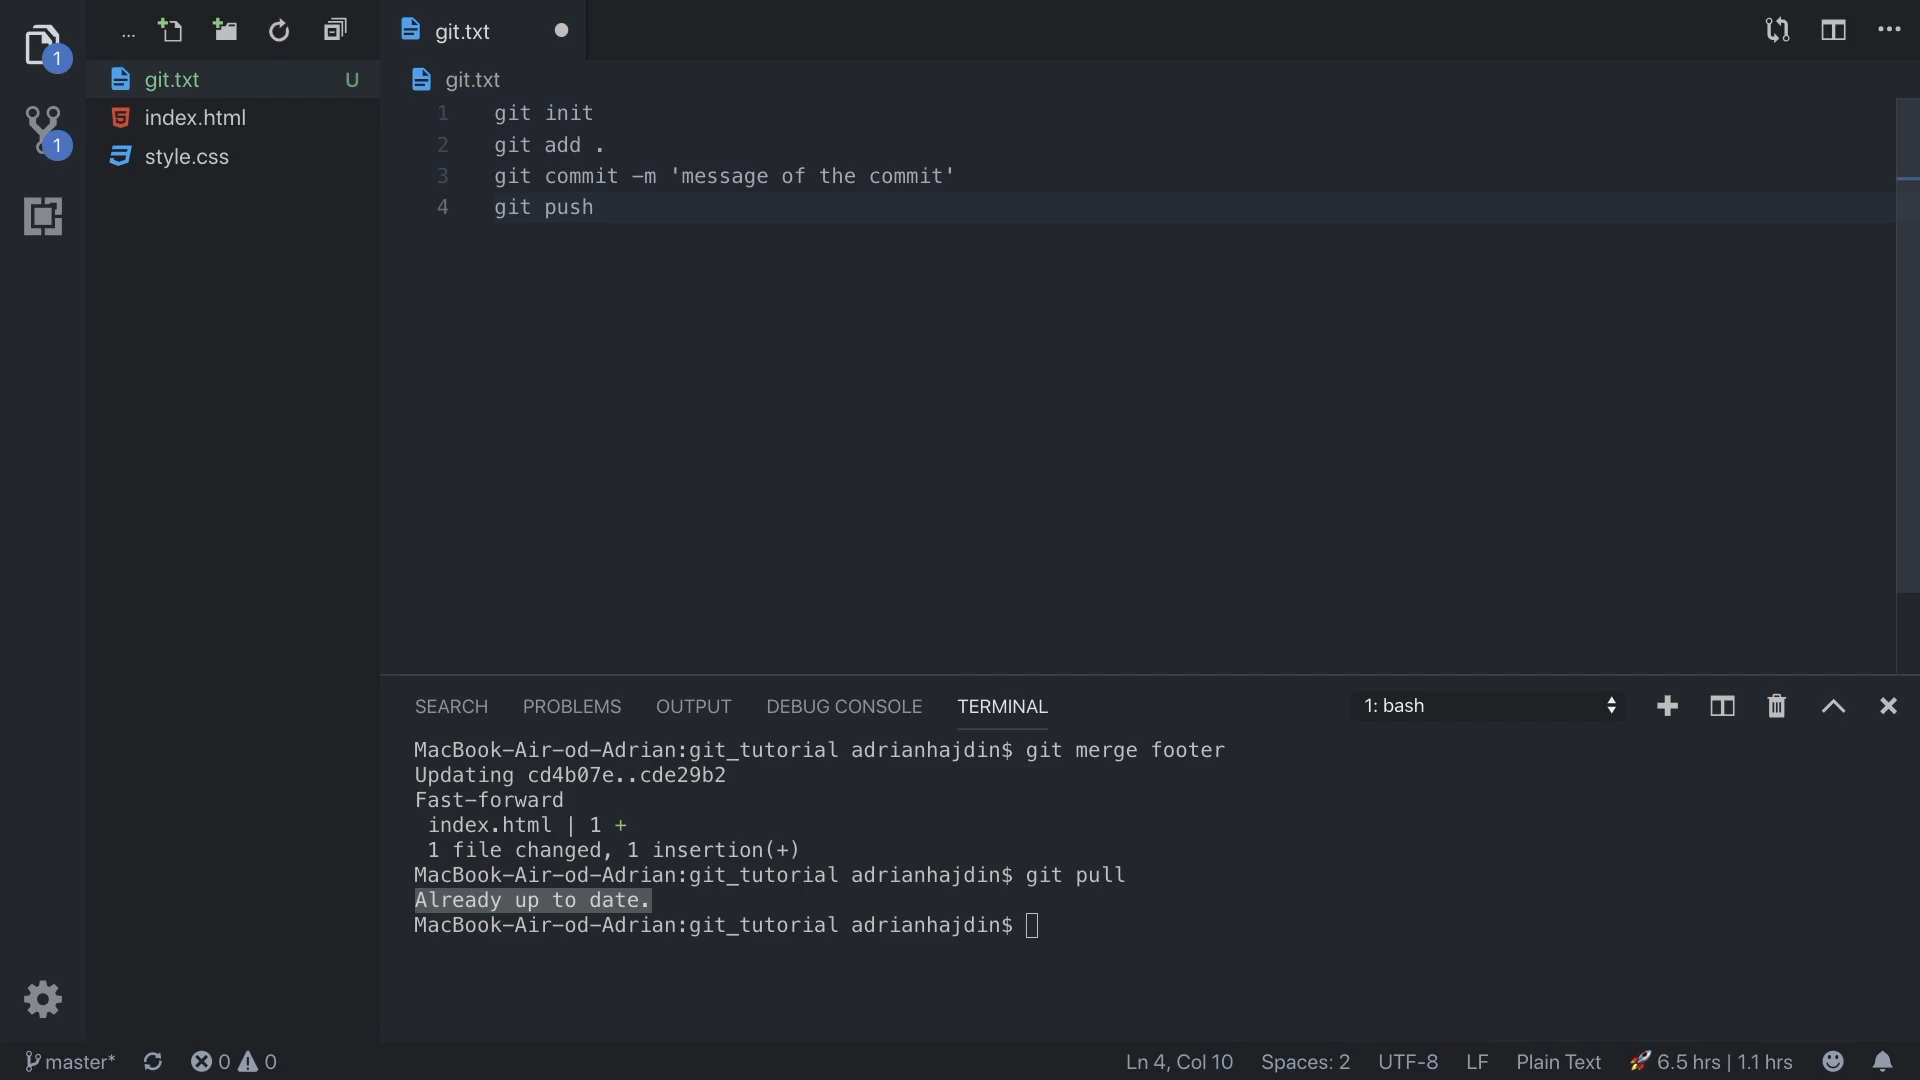 1
1
...
git.txt U
index.html
style.css
git.txt
git.txt
1 git init
2 git add .
3 git commit -m 'message of the commit'
4 git push
SEARCH PROBLEMS OUTPUT DEBUG CONSOLE TERMINAL 1: bash
MacBook-Air-od-Adrian:git_tutorial adrianhajdin$ git merge footer
Updating cd4b07e..cde29b2
Fast-forward
index.html | 1 +
1 file changed, 1 insertion(+)
MacBook-Air-od-Adrian:git_tutorial adrianhajdin$ git pull
Already up to date.
MacBook-Air-od-Adrian:git_tutorial adrianhajdin$
master* 0 0 Ln 4, Col 10 Spaces: 2 UTF-8 LF Plain Text 6.5 hrs | 1.1 hrs